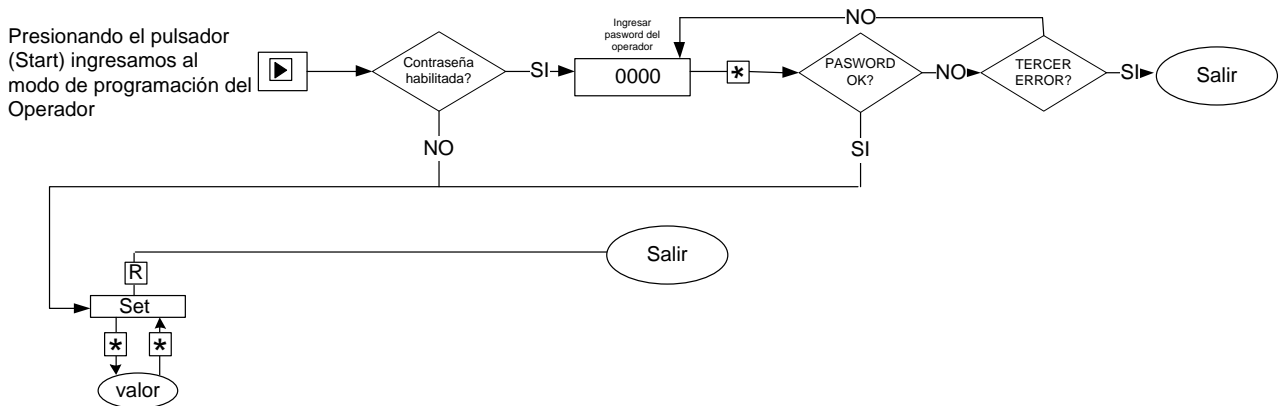 Presionando el pulsador
(Start) ingresamos al
modo de programación del
Operador
Contraseña
habilitada?
SI
Ingresar
pasword del
operador
0000
*
PASWORD
OK?
NO
TERCER
ERROR?
NO
SI
Salir
NO
SI
Salir
R
Set
*
*
valor